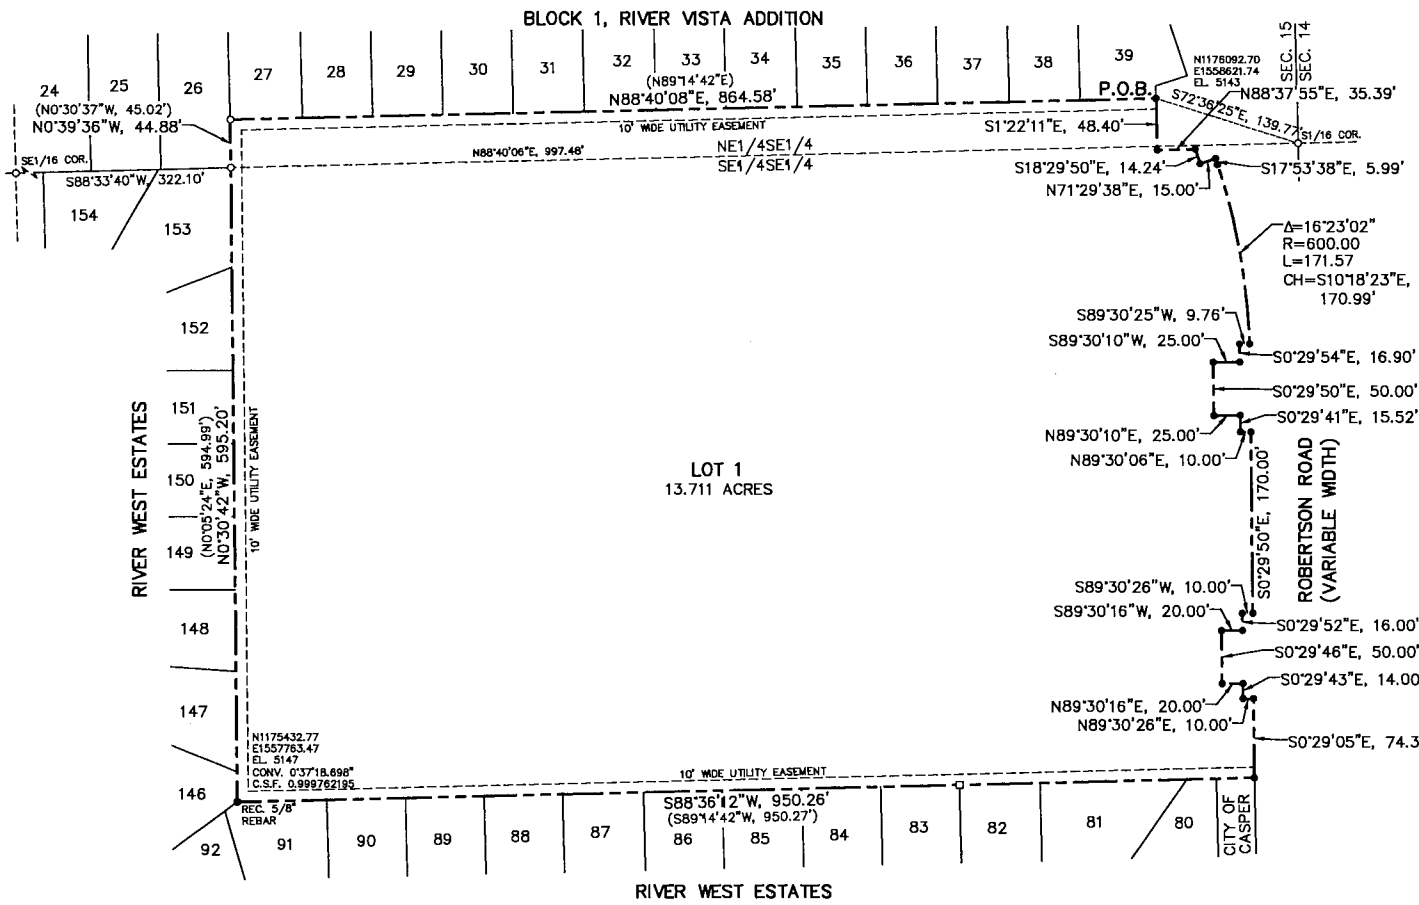 BLOCK 1, RIVER VISTA ADDITION
24
25
26
27
28
29
30
31
32
33
34
35
36
37
38
39
(N0°30'37"W, 45.02')
N0°39'36"W, 44.88'
(N89°14'42"E)
N88°40'08"E, 864.58'
10' WIDE UTILITY EASEMENT
P.O.B.
N1176092.70
E1558621.74
EL. 5143
SEC. 15
SEC. 14
N88°37'55"E, 35.39'
S72°36'25"E, 139.77'
S1/16 COR.
S1°22'11"E, 48.40'
SE1/16 COR.
S88°33'40"W, 322.10'
N88°40'06"E, 997.48'
NE1/4SE1/4
SE1/4SE1/4
S18°29'50"E, 14.24'
N71°29'38"E, 15.00'
S17°53'38"E, 5.99'
154
153
Δ=16°23'02"
R=600.00
L=171.57
CH=S10°18'23"E,
170.99'
152
S89°30'25"W, 9.76'
S89°30'10"W, 25.00'
S0°29'54"E, 16.90'
S0°29'50"E, 50.00'
S0°29'41"E, 15.52'
N89°30'10"E, 25.00'
N89°30'06"E, 10.00'
151
150
149
RIVER WEST ESTATES
(N0°05'24"E, 594.99')
N0°30'42"W, 595.20'
10' WIDE UTILITY EASEMENT
LOT 1
13.711 ACRES
S0°29'50"E, 170.00'
ROBERTSON ROAD
(VARIABLE WIDTH)
S89°30'26"W, 10.00'
S89°30'16"W, 20.00'
S0°29'52"E, 16.00'
148
S0°29'46"E, 50.00'
S0°29'43"E, 14.00
147
N89°30'16"E, 20.00'
N89°30'26"E, 10.00'
S0°29'05"E, 74.3
N1175432.77
E1557763.47
EL. 5147
CONV. 0°37'18.698"
C.S.F. 0.999762195
10' WIDE UTILITY EASEMENT
146
REC. 5/8"
REBAR
S88°36'12"W, 950.26'
(S89°14'42"W, 950.27')
92
91
90
89
88
87
86
85
84
83
82
81
80
CITY OF
CASPER
RIVER WEST ESTATES